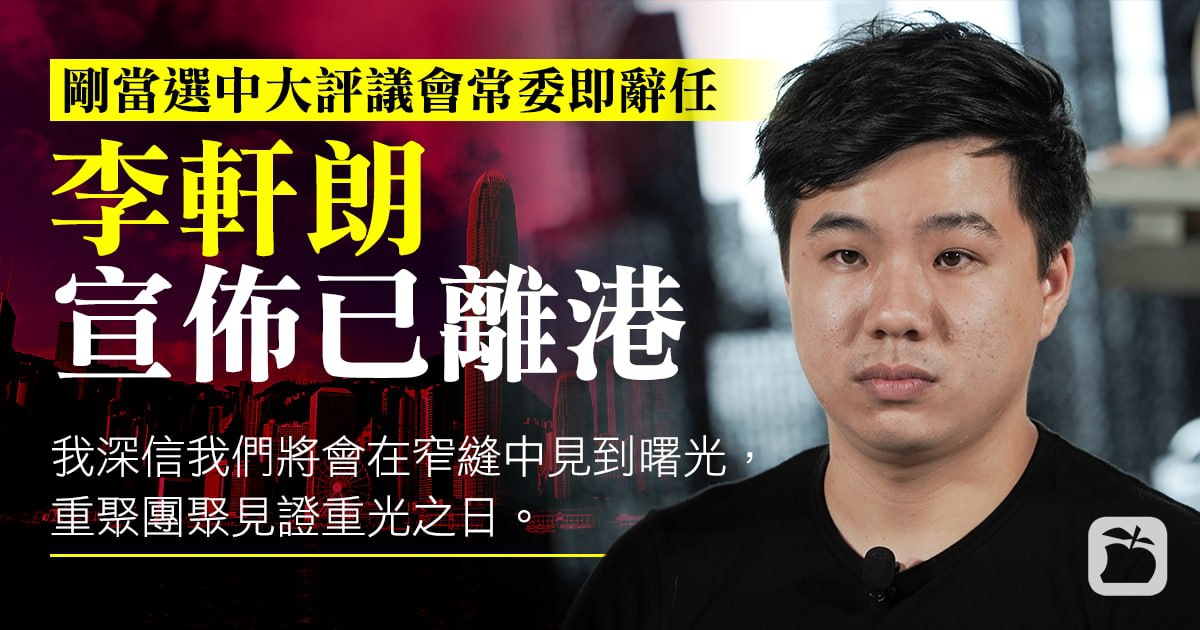 剛當選中大評議會常委即辭任
李軒朗
宣佈已離港
我深信我們將會在窄縫中見到曙光，
重聚團聚見證重光之日。